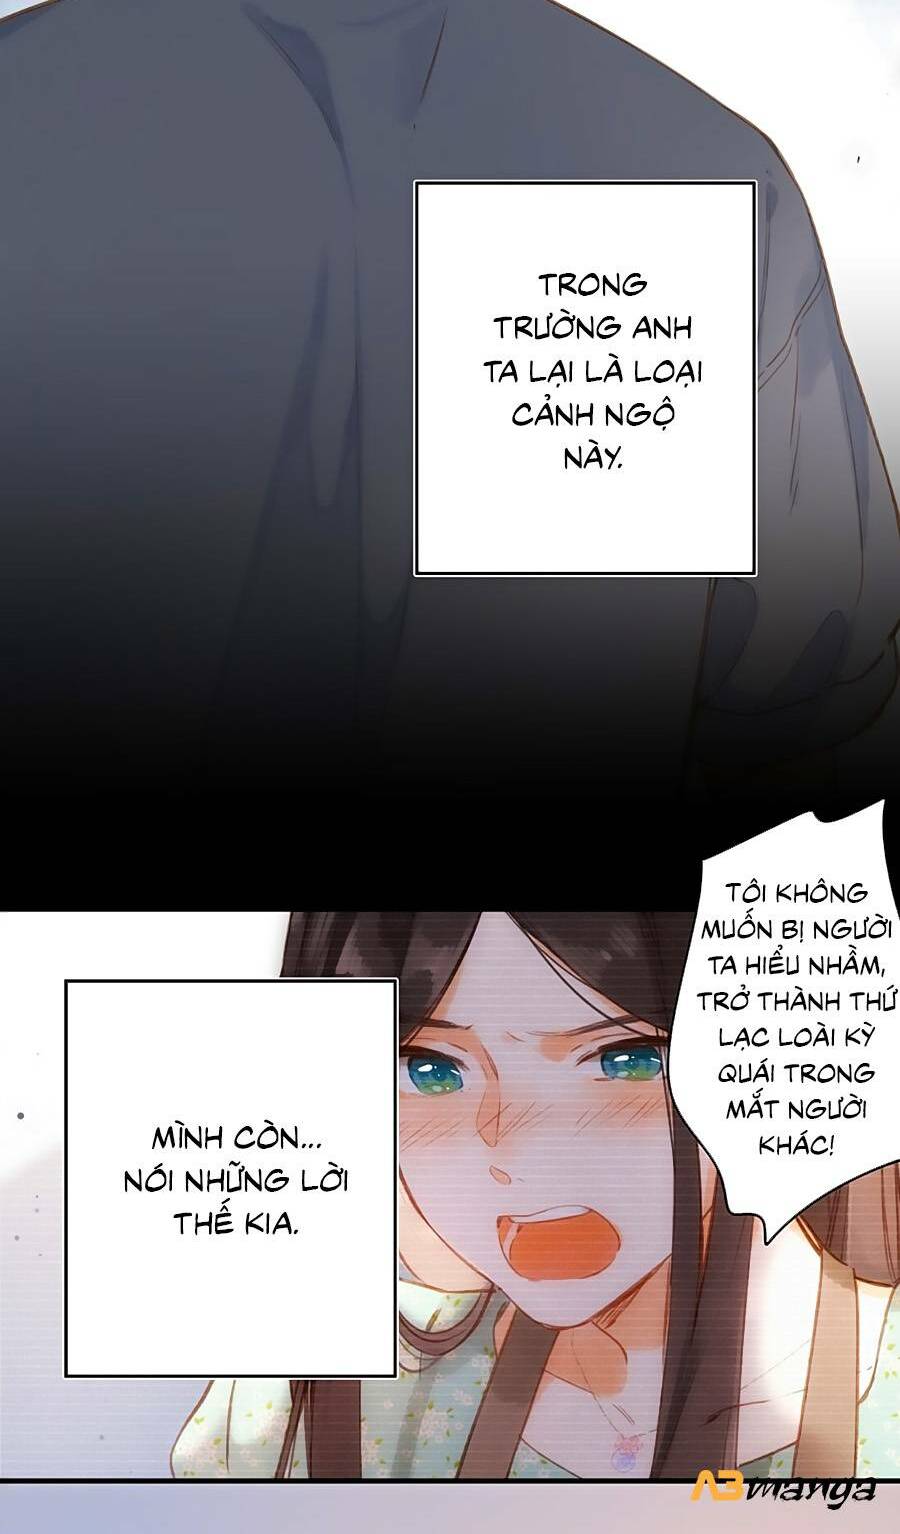 TRONG
TRƯỜNG ANH
TA LẠI LÀ LOẠI
CẢNH NGỘ
NÀY.
TÔI KHÔNG
MUỐN BỊ NGƯỜI
TA HIỂU NHẦM,
TRỞ THÀNH THỨ
LẠC LOÀI KỲ
QUÁI TRONG
MẮT NGƯỜI
KHÁC!
MÌNH CÒN...
NÓI NHỮNG LỜI
THẾ KIA.
A3manga